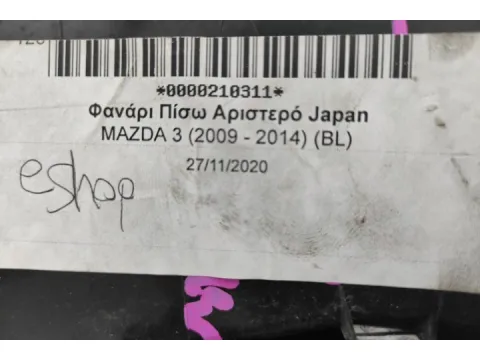 *0000210311*
Φανάρι Πίσω Αριστερό Japan
MAZDA 3 (2009 - 2014) (BL)
27/11/2020
eshop